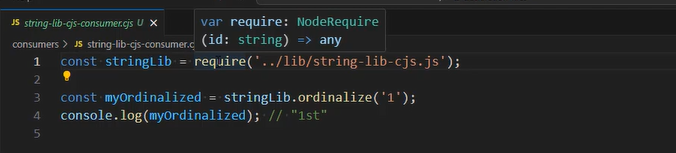 JS string-lib-cjs-consumer.cjs U
var require: NodeRequire
(id: string) => any
consumers > JS string-lib-cjs-consumer.c
1 const stringLib = require('../lib/string-lib-cjs.js');
2
3 const myOrdinalized = stringLib.ordinalize('1');
4 console.log(myOrdinalized); // "1st"
5